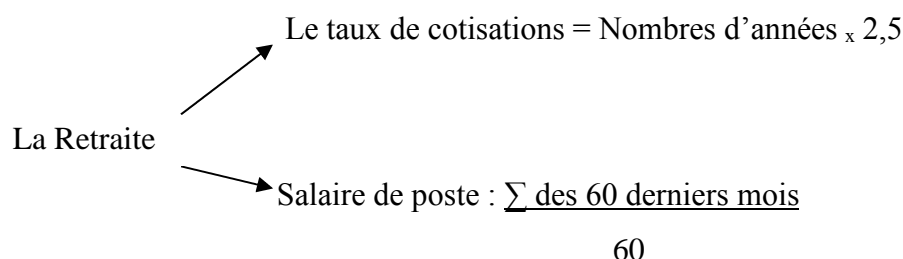 Le taux de cotisations = Nombres d’années x 2,5
La Retraite
Salaire de poste : ∑ des 60 derniers mois
60